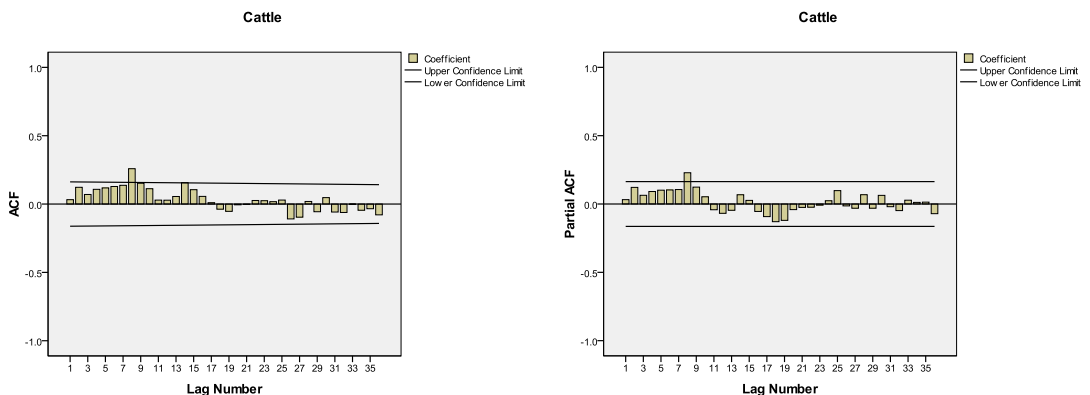 Cattle
1.0
0.5
0.0
-0.5
-1.0
ACF
1 3 5 7 9 11 13 15 17 19 21 23 25 27 29 31 33 35
Lag Number
Coefficient
Upper Confidence Limit
Lower Confidence Limit
Cattle
1.0
0.5
0.0
-0.5
-1.0
Partial ACF
1 3 5 7 9 11 13 15 17 19 21 23 25 27 29 31 33 35
Lag Number
Coefficient
Upper Confidence Limit
Lower Confidence Limit